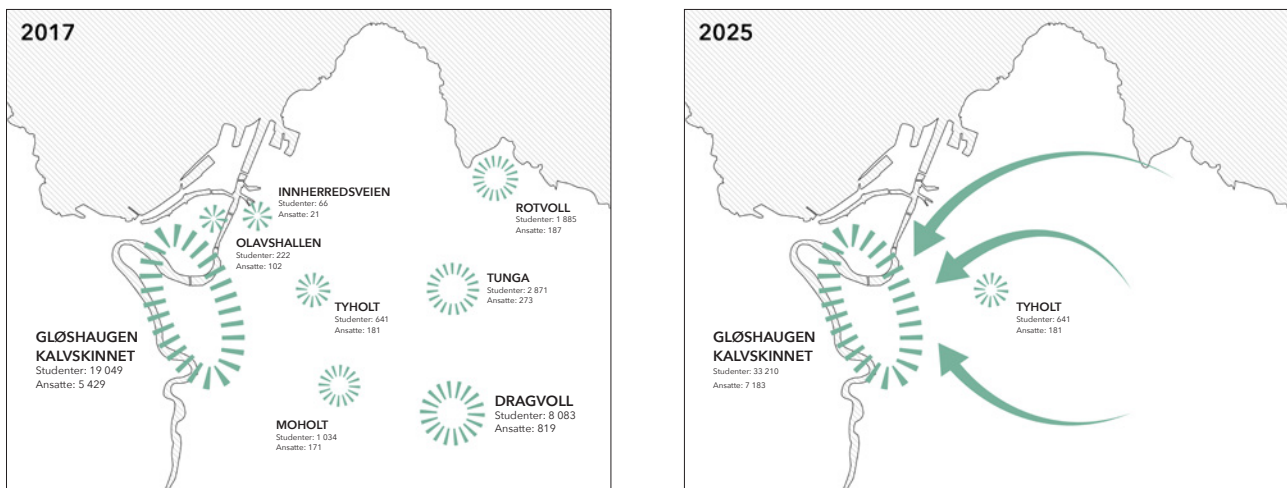 2017
INNHERREDSVEIEN
Studenter: 66
Ansatte: 21
OLAVSHALLEN
Studenter: 222
Ansatte: 102
ROTVOLL
Studenter: 1 885
Ansatte: 187
TUNGA
Studenter: 2 871
Ansatte: 273
TYHOLT
Studenter: 641
Ansatte: 181
GLØSHAUGEN
KALVSKINNET
Studenter: 19 049
Ansatte: 5 429
MOHOLT
Studenter: 1 034
Ansatte: 171
DRAGVOLL
Studenter: 8 083
Ansatte: 819
2025
TYHOLT
Studenter: 641
Ansatte: 181
GLØSHAUGEN
KALVSKINNET
Studenter: 33 210
Ansatte: 7 183